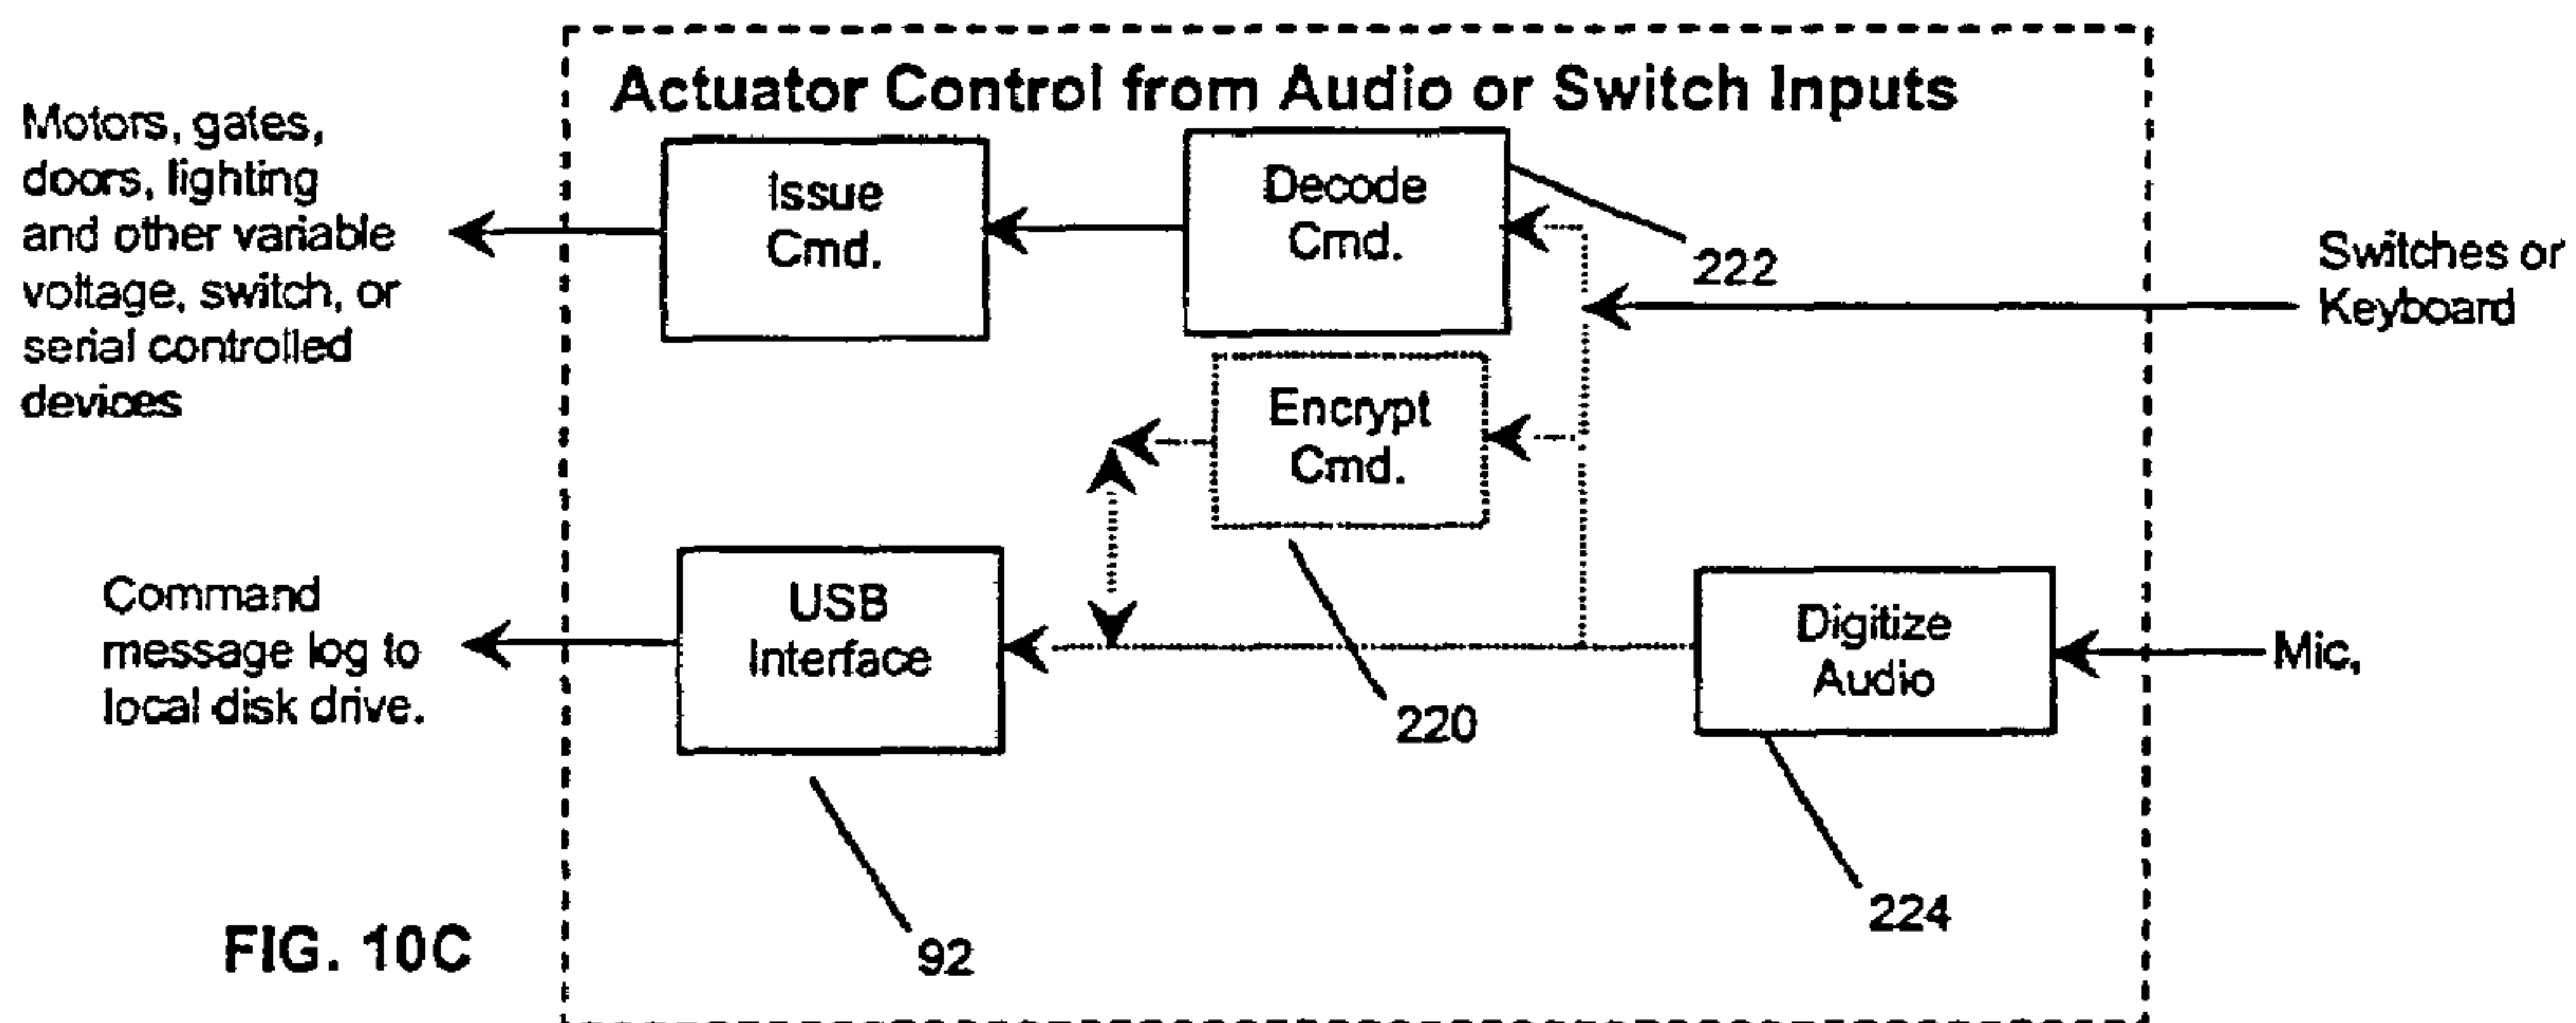 Actuator Control from Audio or Switch Inputs
Motors, gates,
doors, lighting
and other variable
voltage, switch, or
serial controlled
devices
Issue
Cmd.
Decode
Cmd.
222
Switches or
Keyboard
Encrypt
Cmd.
220
Command
message log to
local disk drive.
USB
Interface
92
Digitize
Audio
224
Mic,
FIG. 10C